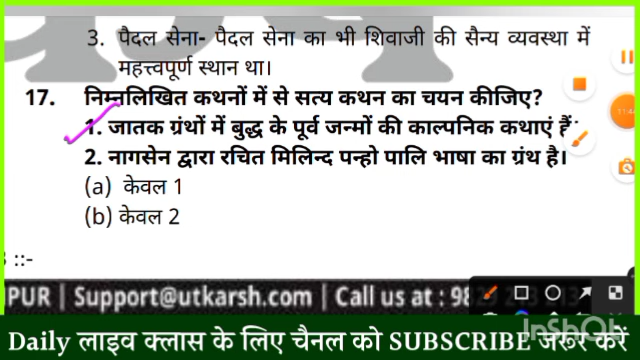 3. पैदल सेना- पैदल सेना का भी शिवाजी की सैन्य व्यवस्था में
महत्त्वपूर्ण स्थान था।
17. निम्नलिखित कथनों में से सत्य कथन का चयन कीजिए?
1. जातक ग्रंथों में बुद्ध के पूर्व जन्मों की काल्पनिक कथाएं हैं
2. नागसेन द्वारा रचित मिलिन्द पन्हो पालि भाषा का ग्रंथ है।
(a) केवल 1
(b) केवल 2
::-
PUR | Support@utkarsh.com | Call us at : 98
InShOt
Daily लाइव क्लास के लिए चैनल को SUBSCRIBE जरूर करें